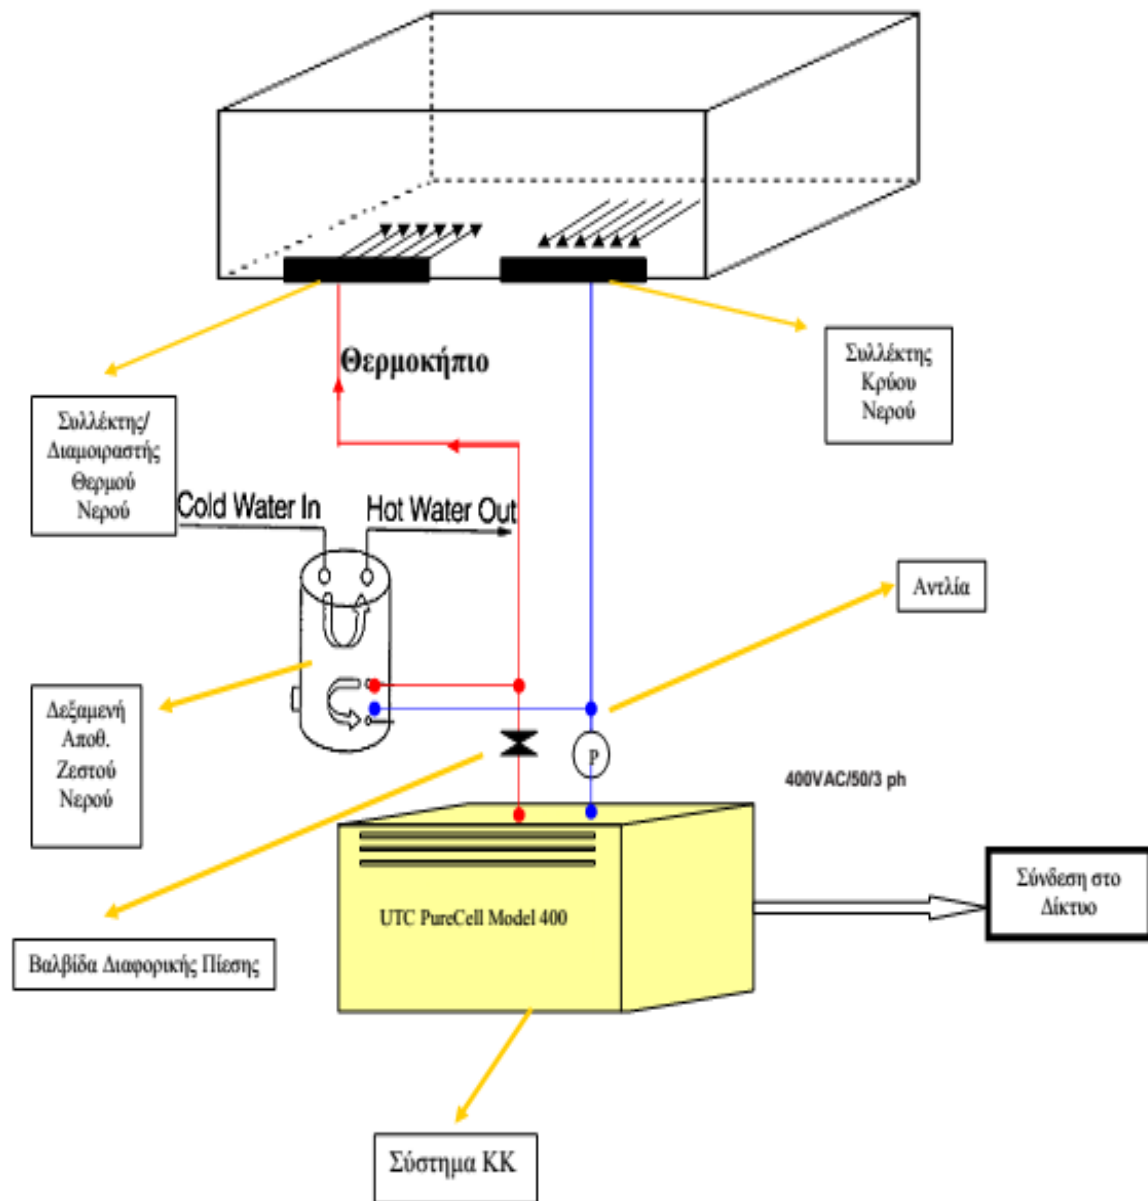 Θερμοκήπιο
Συλλέκτης
Κρύου
Νερού
Συλλέκτης/
Διαμοιραστής
Θερμού
Νερού
Cold Water In
Hot Water Out
Αντλία
Δεξαμενή
Αποθ.
Ζεστού
Νερού
P
400VAC/50/3 ph
Σύνδεση στο
Δίκτυο
UTC PureCell Model 400
Βαλβίδα Διαφορικής Πίεσης
Σύστημα ΚΚ